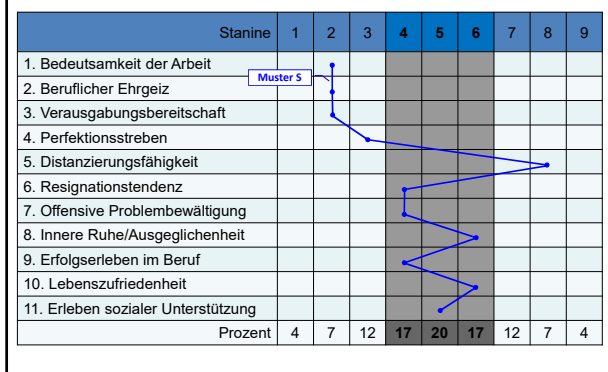 Stanine 1 2 3 4 5 6 7 8 9
1. Bedeutsamkeit der Arbeit
Muster S
2. Beruflicher Ehrgeiz
3. Verausgabungsbereitschaft
4. Perfektionsstreben
5. Distanzierungsfähigkeit
6. Resignationstendenz
7. Offensive Problembewältigung
8. Innere Ruhe/Ausgeglichenheit
9. Erfolgserleben im Beruf
10. Lebenszufriedenheit
11. Erleben sozialer Unterstützung
Prozent 4 7 12 17 20 17 12 7 4